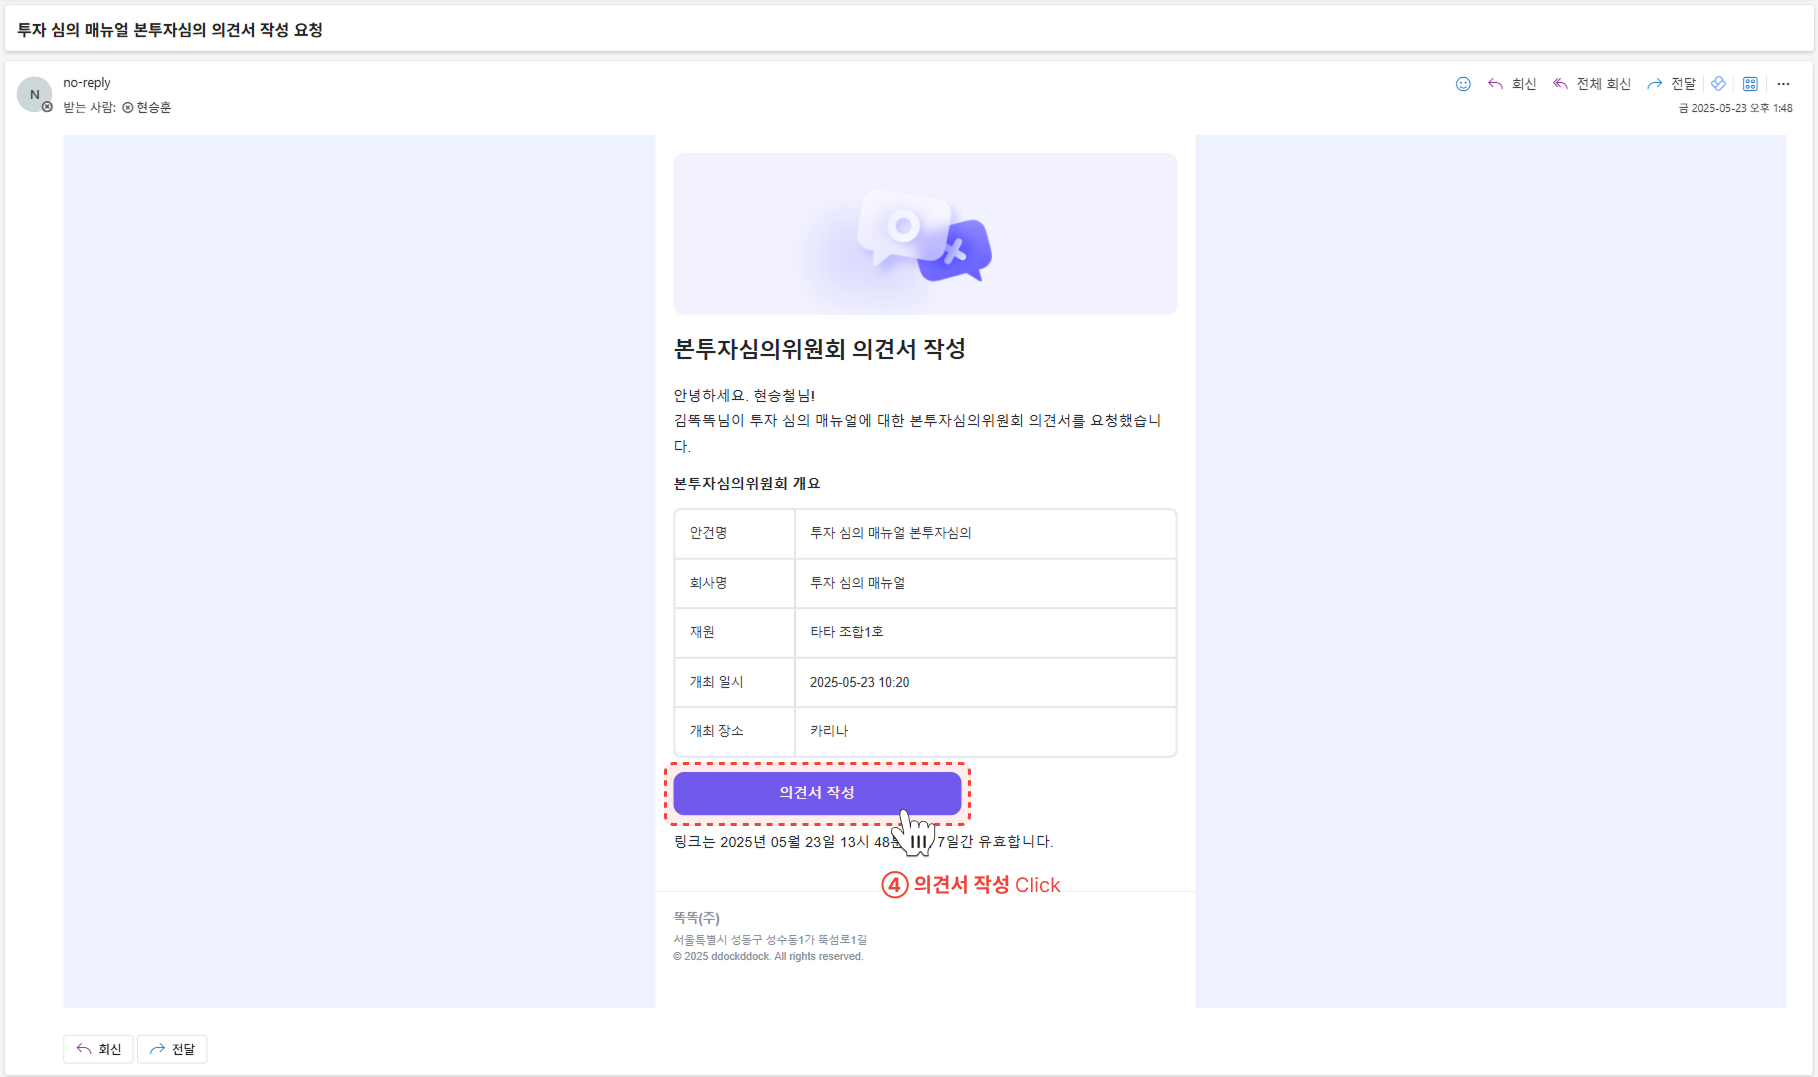 투자 심의 매뉴얼 본투자심의 의견서 작성 요청
N
no-reply
받는 사람: 현승훈
회신
전체 회신
전달
금 2025-05-23 오후 1:48
본투자심의위원회 의견서 작성
안녕하세요. 현승철님!
김똑똑님이 투자 심의 매뉴얼에 대한 본투자심의위원회 의견서를 요청했습니
다.
본투자심의위원회 개요
안건명 투자 심의 매뉴얼 본투자심의
회사명 투자 심의 매뉴얼
재원 타타 조합1호
개최 일시 2025-05-23 10:20
개최 장소 카리나
의견서 작성
링크는 2025년 05월 23일 13시 7일간 유효합니다.
④ 의견서 작성 Click
똑똑(주)
서울특별시 성동구 성수동1가 뚝섬로1길
© 2025 ddockddock. All rights reserved.
회신
전달